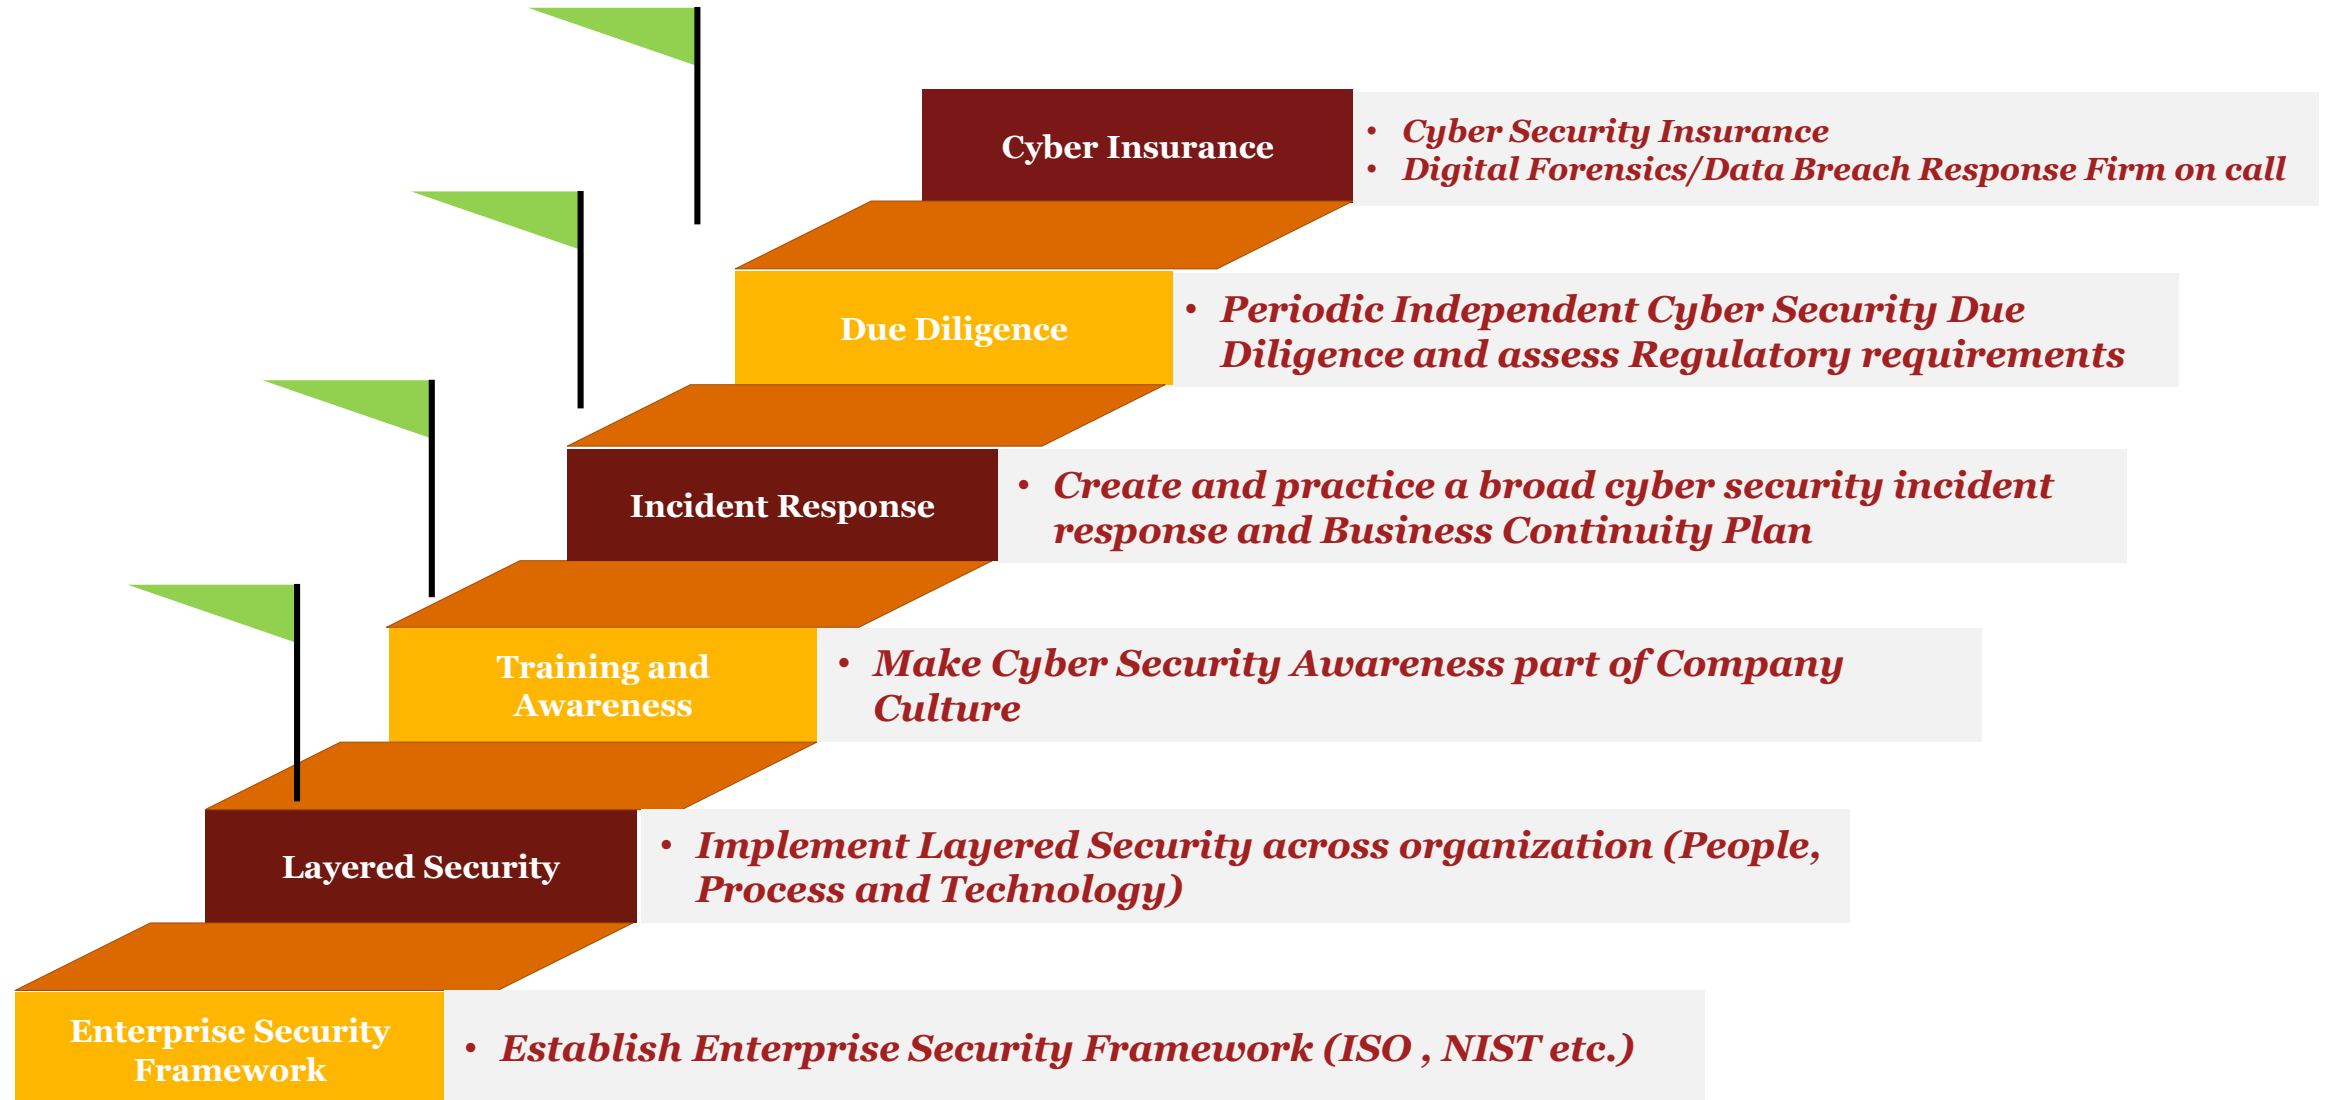 Cyber Insurance
• Cyber Security Insurance
• Digital Forensics/Data Breach Response Firm on call
Due Diligence
• Periodic Independent Cyber Security Due
Diligence and assess Regulatory requirements
Incident Response
• Create and practice a broad cyber security incident
response and Business Continuity Plan
Training and
Awareness
• Make Cyber Security Awareness part of Company
Culture
Layered Security
• Implement Layered Security across organization (People,
Process and Technology)
Enterprise Security
Framework
• Establish Enterprise Security Framework (ISO , NIST etc.)